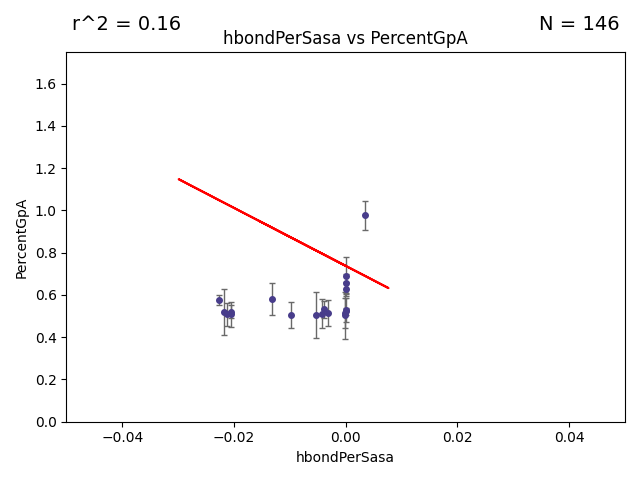 r^2 = 0.16
N = 146
hbondPerSasa vs PercentGpA
1.6
1.4
1.2
1.0
0.8
0.6
0.4
0.2
0.0
PercentGpA
−0.04
−0.02
0.00
0.02
0.04
hbondPerSasa